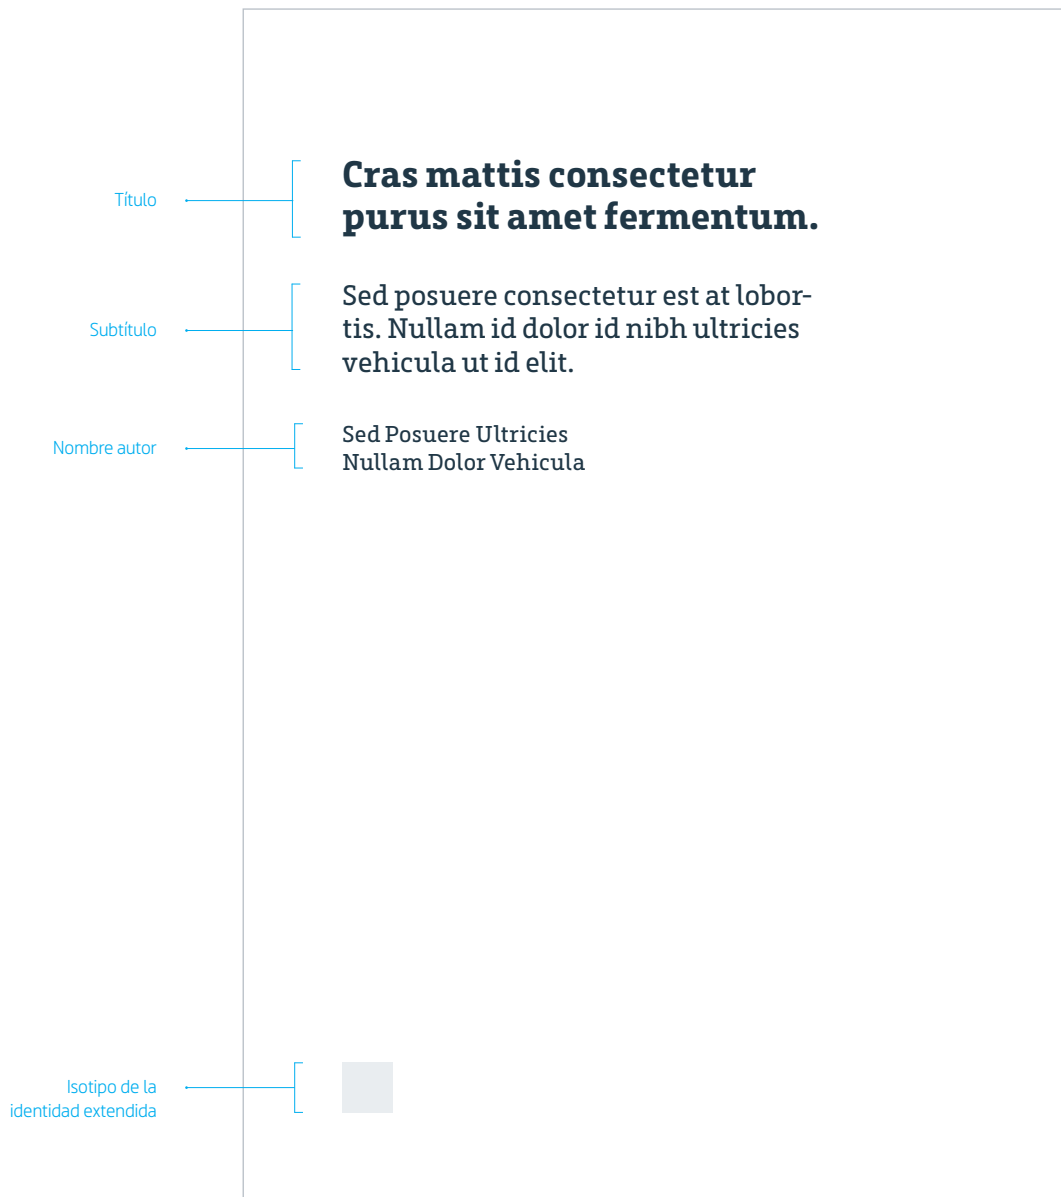 Título
Cras mattis consectetur
purus sit amet fermentum.
Subtítulo
Sed posuere consectetur est at lobor-
tis. Nullam id dolor id nibh ultricies
vehicula ut id elit.
Nombre autor
Sed Posuere Ultricies
Nullam Dolor Vehicula
Isotipo de la
identidad extendida